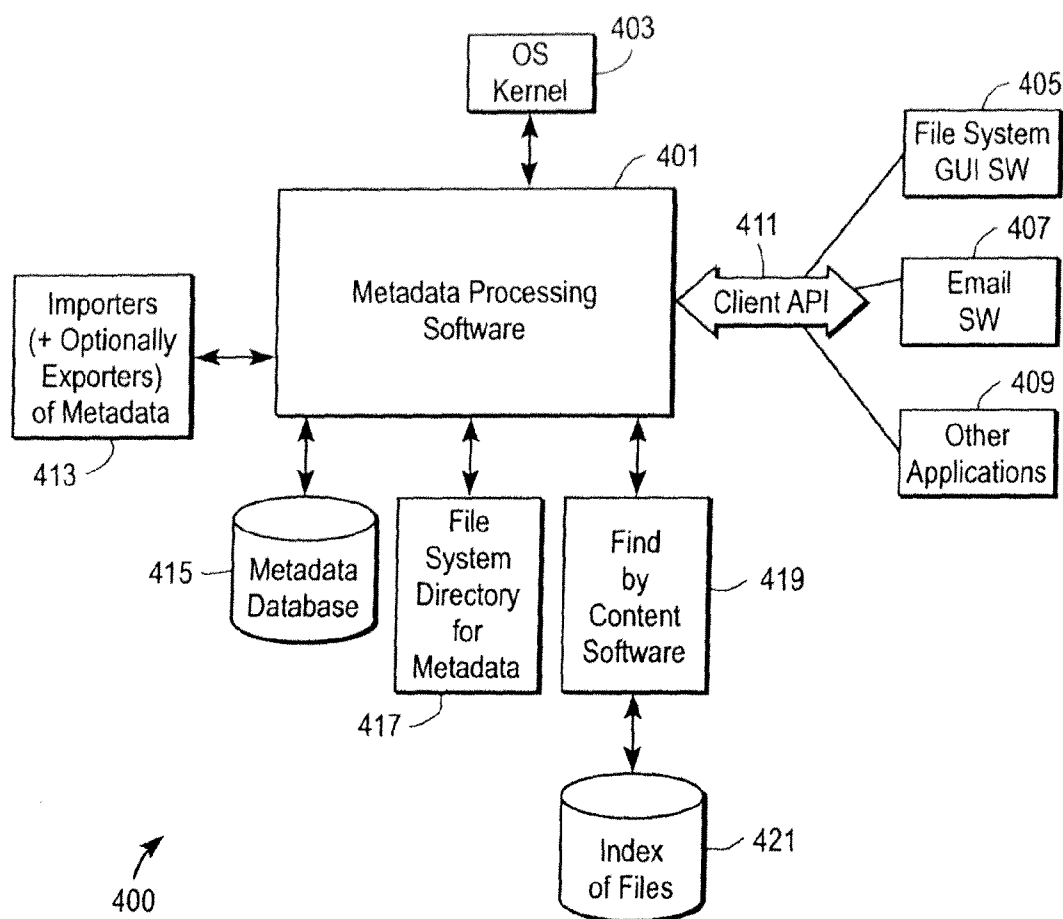 403
OS
Kernel
405
File System
GUI SW
401
411
407
Metadata Processing
Software
Client API
Email
SW
Importers
(+ Optionally
Exporters)
of Metadata
413
409
Other
Applications
415
Metadata
Database
File
System
Directory
for
Metadata
417
Find
by
Content
Software
419
Index
of Files
421
400